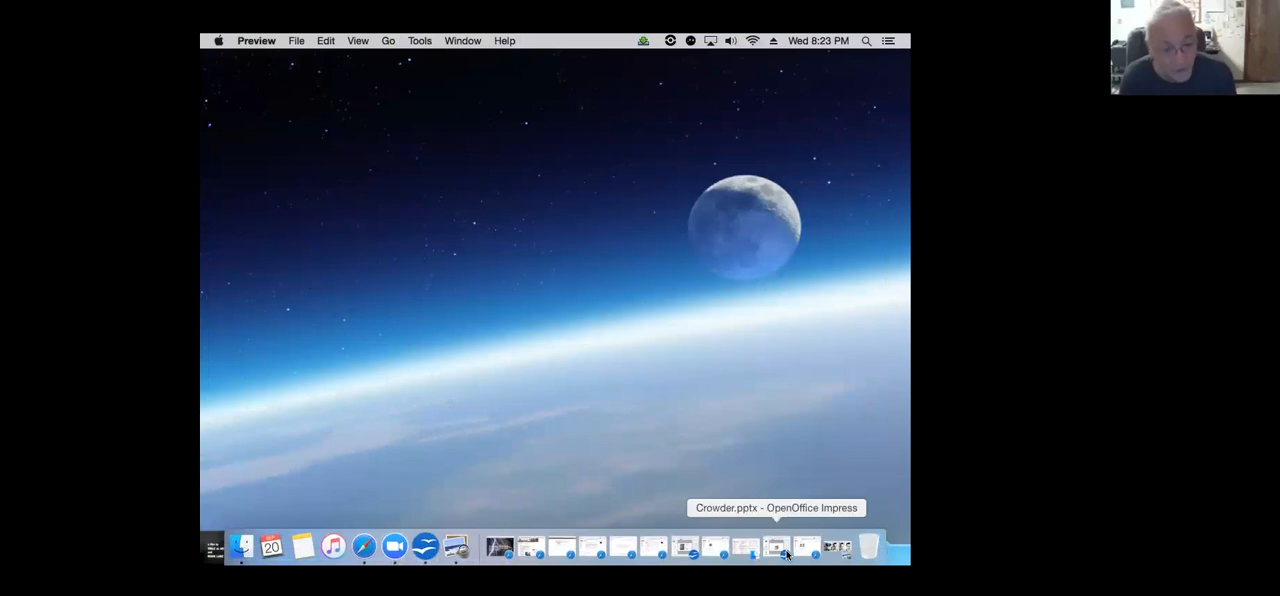 Preview File Edit View Go Tools Window Help Wed 8:23 PM
Crowder.pptx - OpenOffice Impress
20